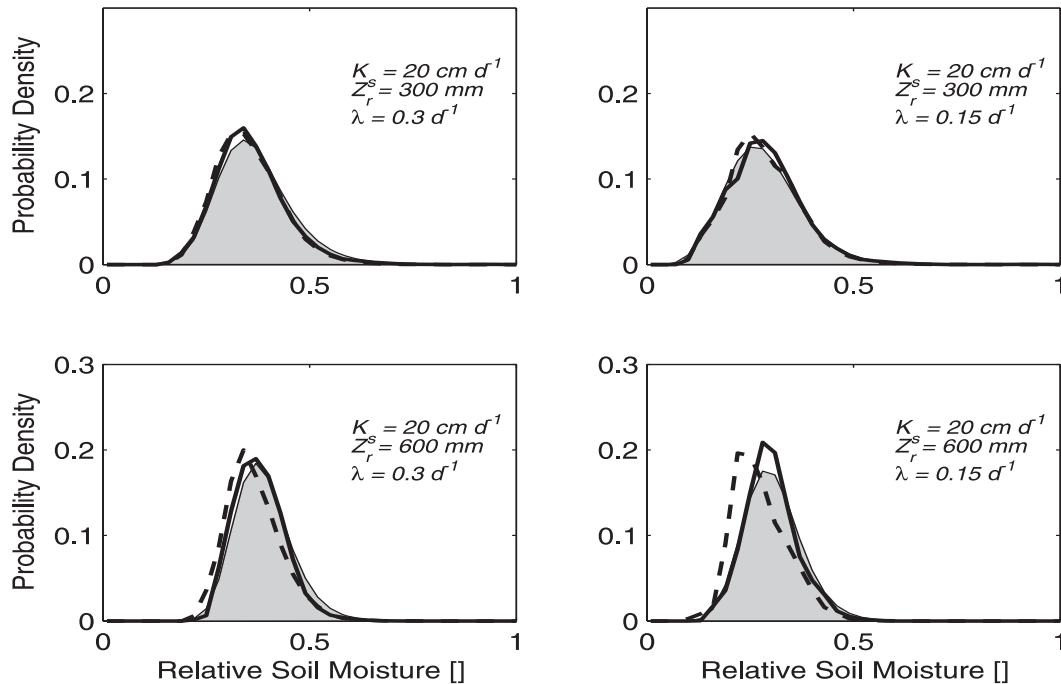 Probability Density
0.2
0.1
0
0
0.5
1
K_s = 20 cm d^-1
Z_r = 300 mm
λ = 0.3 d^-1
0.2
0.1
0
0
0.5
1
K_s = 20 cm d^-1
Z_r = 300 mm
λ = 0.15 d^-1
Probability Density
0.3
0.2
0.1
0
0
0.5
1
K_s = 20 cm d^-1
Z_r = 600 mm
λ = 0.3 d^-1
Relative Soil Moisture []
0.3
0.2
0.1
0
0
0.5
1
K_s = 20 cm d^-1
Z_r = 600 mm
λ = 0.15 d^-1
Relative Soil Moisture []